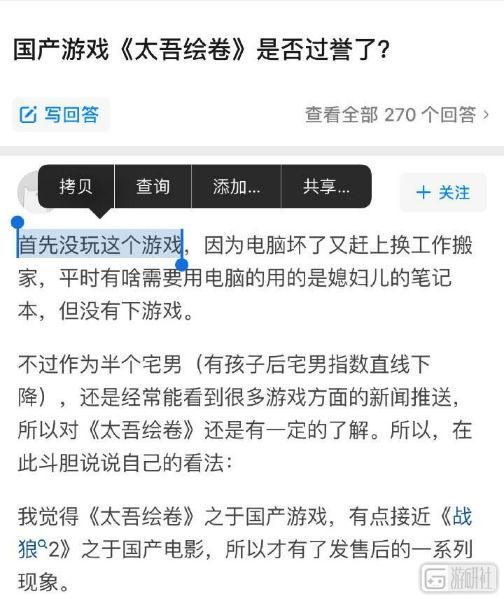 国产游戏《太吾绘卷》是否过誉了?
写回答
查看全部 270 个回答 >
拷贝 查询 添加... 共享...
+ 关注
首先没玩这个游戏，因为电脑坏了又赶上换工作搬
家，平时有啥需要用电脑的用的是媳妇儿的笔记
本，但没有下游戏。
不过作为半个宅男（有孩子后宅男指数直线下
降），还是经常能看到很多游戏方面的新闻推送，
所以对《太吾绘卷》还是有一定的了解。所以，在
此斗胆说说自己的看法：
我觉得《太吾绘卷》之于国产游戏，有点接近《战
狼2》之于国产电影，所以才有了发售后的一系列
现象。
游研社